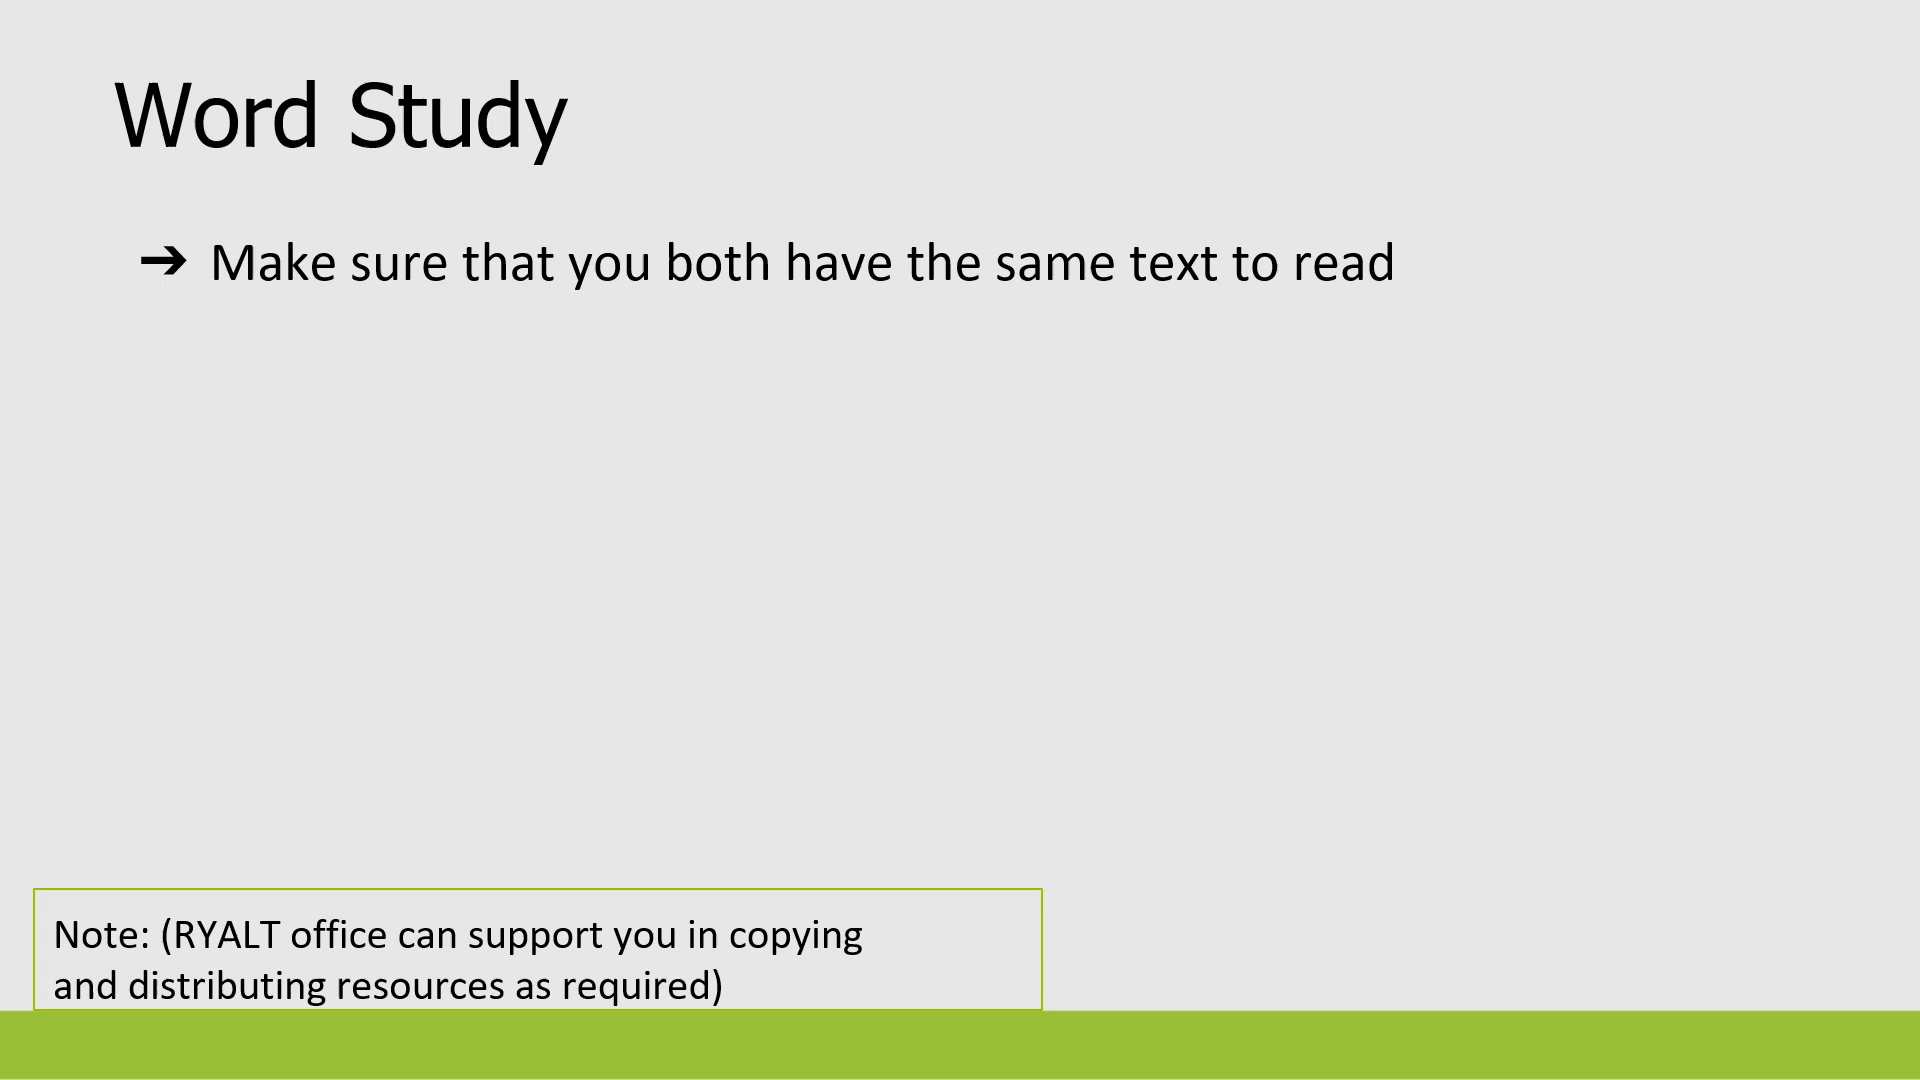 Word Study
➔ Make sure that you both have the same text to read
Note: (RYALT office can support you in copying
and distributing resources as required)